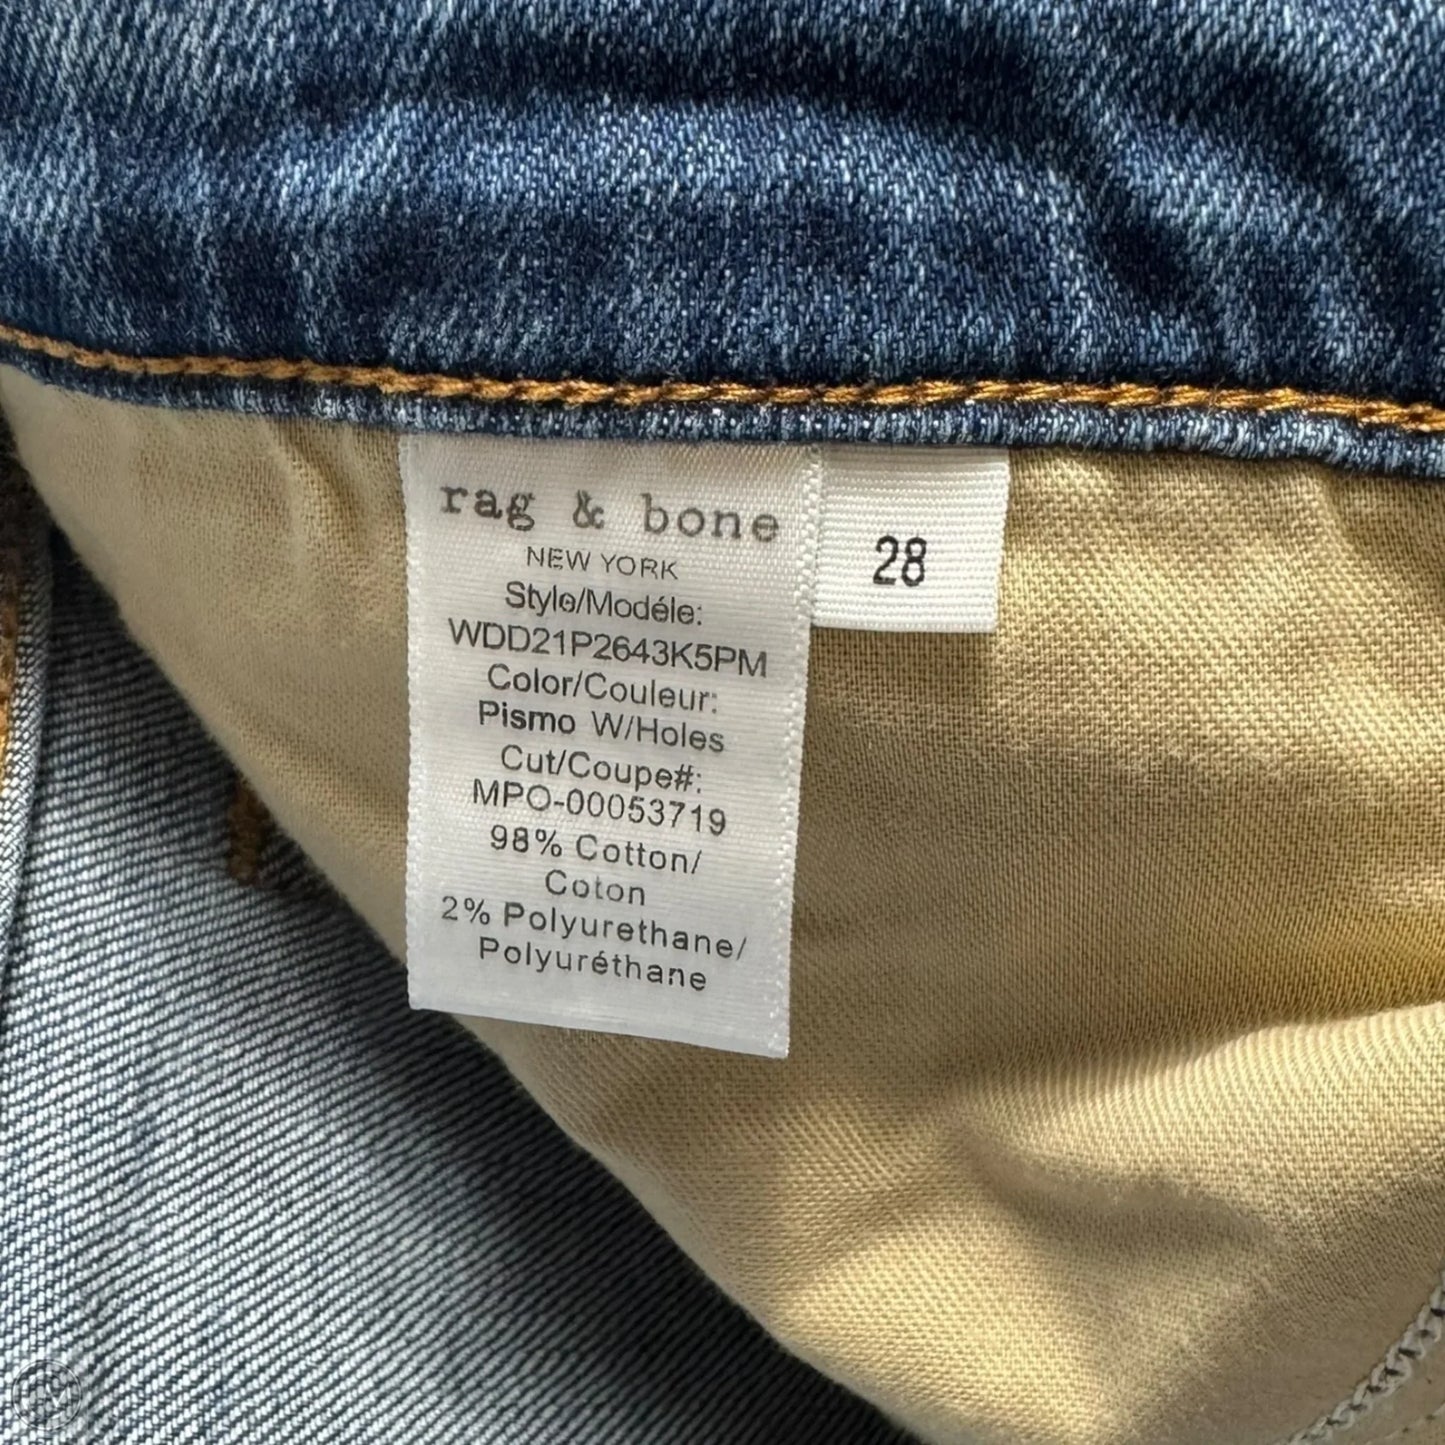 rag & bone
NEW YORK
Style/Modéle:
WDD21P2643K5PM
Color/Couleur:
Pismo W/Holes
Cut/Coupe#:
MPO-00053719
98% Cotton/
Coton
2% Polyurethane/
Polyuréthane
28